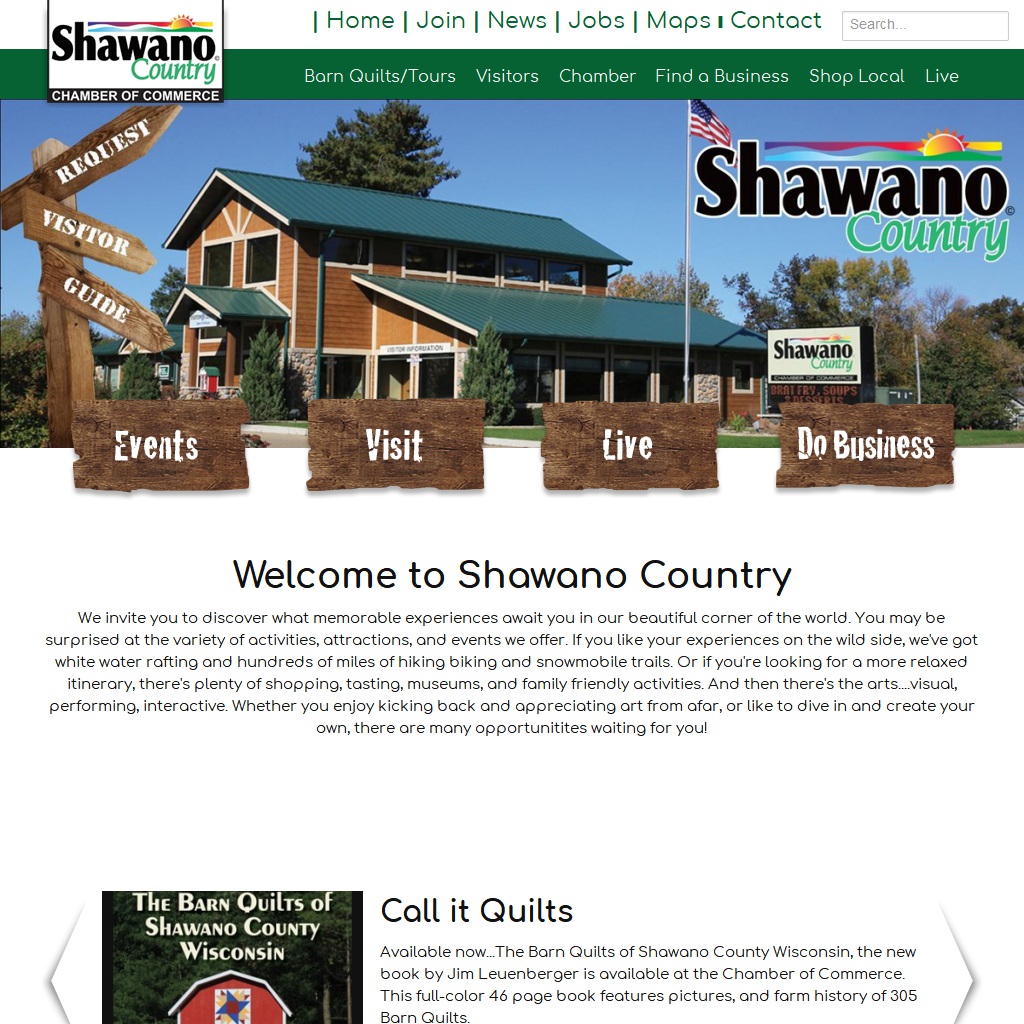 | Home | Join | News | Jobs | Maps | Contact
Search...
Shawano
Country
CHAMBER OF COMMERCE
Barn Quilts/Tours Visitors Chamber Find a Business Shop Local Live
REQUEST
VISITOR
GUIDE
Shawano
Country
VISITOR INFORMATION
Shawano
Country
CHAMBER OF COMMERCE
BRATFRY, SOUPS
& DESSERTS
Events
Visit
Live
Do Business
Welcome to Shawano Country
We invite you to discover what memorable experiences await you in our beautiful corner of the world. You may be
surprised at the variety of activities, attractions, and events we offer. If you like your experiences on the wild side, we've got
white water rafting and hundreds of miles of hiking biking and snowmobile trails. Or if you're looking for a more relaxed
itinerary, there's plenty of shopping, tasting, museums, and family friendly activities. And then there's the arts....visual,
performing, interactive. Whether you enjoy kicking back and appreciating art from afar, or like to dive in and create your
own, there are many opportunitites waiting for you!
The Barn Quilts of
Shawano County
Wisconsin
Call it Quilts
Available now...The Barn Quilts of Shawano County Wisconsin, the new
book by Jim Leuenberger is available at the Chamber of Commerce.
This full-color 46 page book features pictures, and farm history of 305
Barn Quilts.